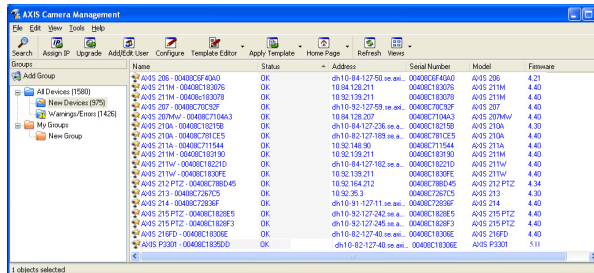 AXIS Camera Management
File Edit View Tools Help
Search Assign IP Upgrade Add/Edit User Configure Template Editor Apply Template Home Page Refresh Views
Groups
Name Status Address Serial Number Model Firmware
Add Group
All Devices (1580)
New Devices (975)
Warnings/Errors (1426)
My Groups
New Group
AXIS 206 - 00408C6F40A0 OK dh10-84-127-50.se.axi... 00408C6F40A0 AXIS 206 4.21
AXIS 211M - 00408C183076 OK 10.84.128.211 00408C183076 AXIS 211M 4.40
AXIS 211M - 00408c183078 OK 10.92.139.211 00408c183078 AXIS 211M 4.40
AXIS 207 - 00408C70C92F OK dh10-92-127-59.se.axi... 00408C70C92F AXIS 207 4.40
AXIS 207MW - 00408C7104A3 OK 10.84.128.207 00408C7104A3 AXIS 207MW 4.40
AXIS 210A - 00408C18215B OK dh10-84-127-236.se.a... 00408C18215B AXIS 210A 4.30
AXIS 210A - 00408C781CE5 OK dh10-82-127-189.se.a... 00408C781CE5 AXIS 210A 4.40
AXIS 211A - 00408C711544 OK 10.92.148.90 00408C711544 AXIS 211A 4.40
AXIS 211M - 00408C183190 OK 10.92.139.211 00408C183190 AXIS 211M 4.40
AXIS 211W - 00408C18221D OK dh10-84-127-182.se.a... 00408C18221D AXIS 211W 4.40
AXIS 211W - 00408C1830FE OK 10.92.139.211 00408C1830FE AXIS 211W 4.40
AXIS 212 PTZ - 00408C78BD45 OK 10.92.164.212 00408C78BD45 AXIS 212 PTZ 4.34
AXIS 213 - 00408C7267C5 OK 10.92.35.3 00408C7267C5 AXIS 213 4.30
AXIS 214 - 00408C72836F OK dh10-91-127-11.se.axi... 00408C72836F AXIS 214 4.40
AXIS 215 PTZ - 00408C1828E5 OK dh10-92-127-242.se.a... 00408C1828E5 AXIS 215 PTZ 4.40
AXIS 215 PTZ - 00408C1828F3 OK dh10-92-127-245.se.a... 00408C1828F3 AXIS 215 PTZ 4.40
AXIS 216FD - 00408C18306E OK dh10-82-127-40.se.axi... 00408C18306E AXIS 216FD 4.40
AXIS P3301 - 00408C1835DD OK dh10-82-127-40.se.axi... 00408C18306E AXIS P3301 5.11
1 objects selected